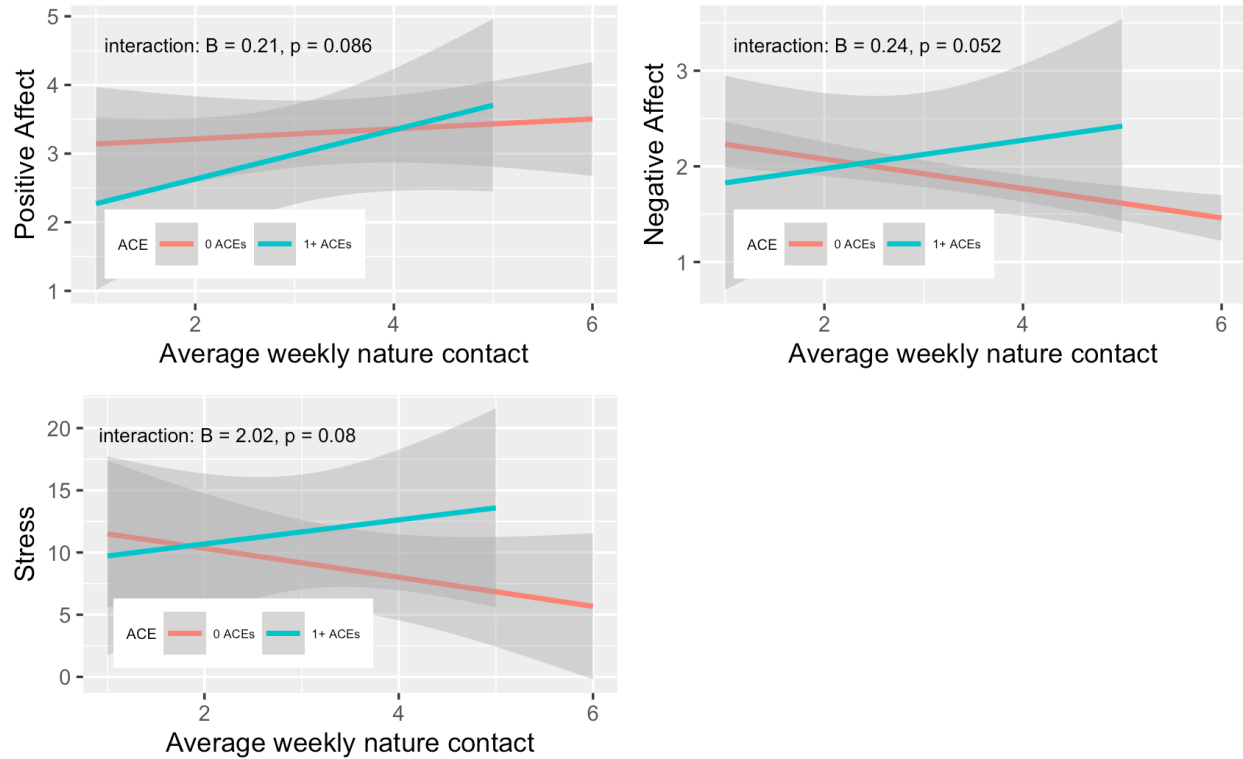 interaction: B = 0.21, p = 0.086
Positive Affect
5
4
3
2
1
ACE 0 ACEs 1+ ACEs
2 4 6
Average weekly nature contact
interaction: B = 0.24, p = 0.052
Negative Affect
3
2
1
ACE 0 ACEs 1+ ACEs
2 4 6
Average weekly nature contact
interaction: B = 2.02, p = 0.08
Stress
20
15
10
5
0
ACE 0 ACEs 1+ ACEs
2 4 6
Average weekly nature contact